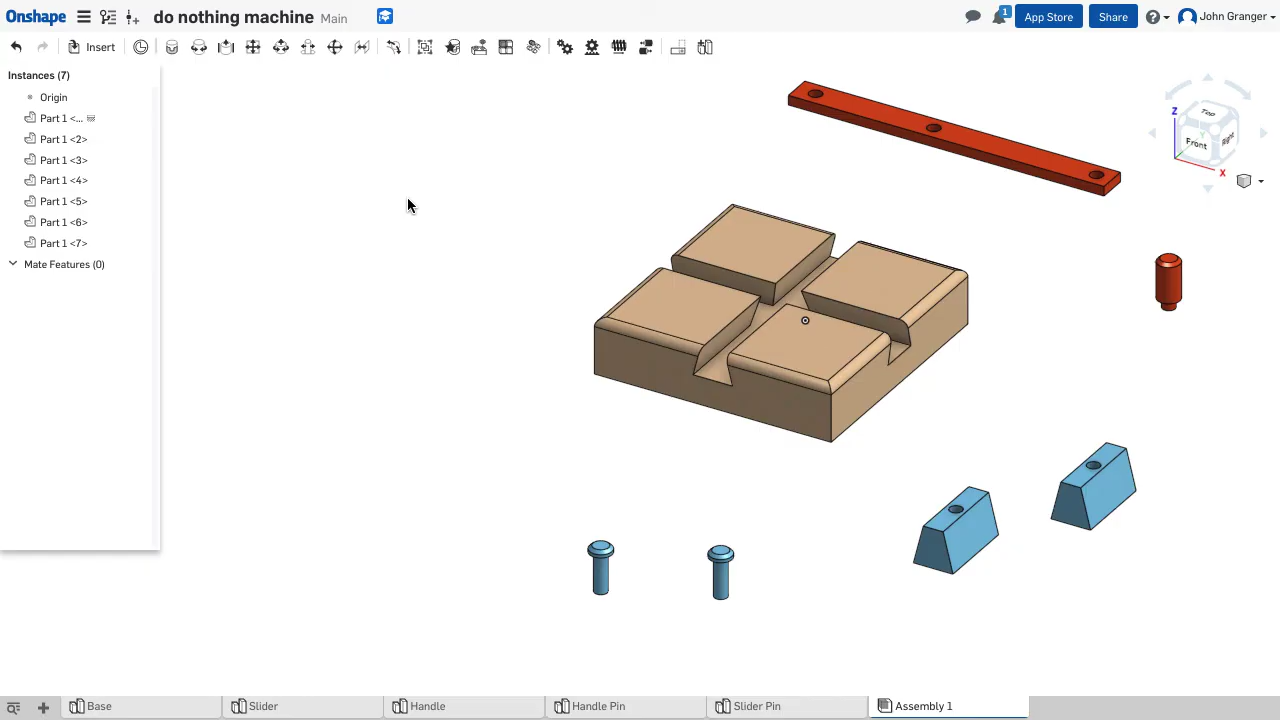 Onshape do nothing machine Main 1 App Store Share John Granger
Insert
Instances (7)
Origin
Part 1 <...
Part 1 <2>
Part 1 <3>
Part 1 <4>
Part 1 <5>
Part 1 <6>
Part 1 <7>
Mate Features (0)
Z
Top
Front
Right
Y
X
Base Slider Handle Handle Pin Slider Pin Assembly 1